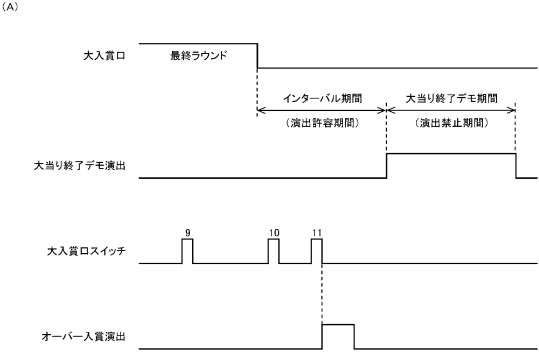 (A)
大入賞口
最終ラウンド
インターバル期間
大当り終了デモ期間
(演出許容期間)
(演出禁止期間)
大当り終了デモ演出
9
10
11
大入賞口スイッチ
オーバー入賞演出